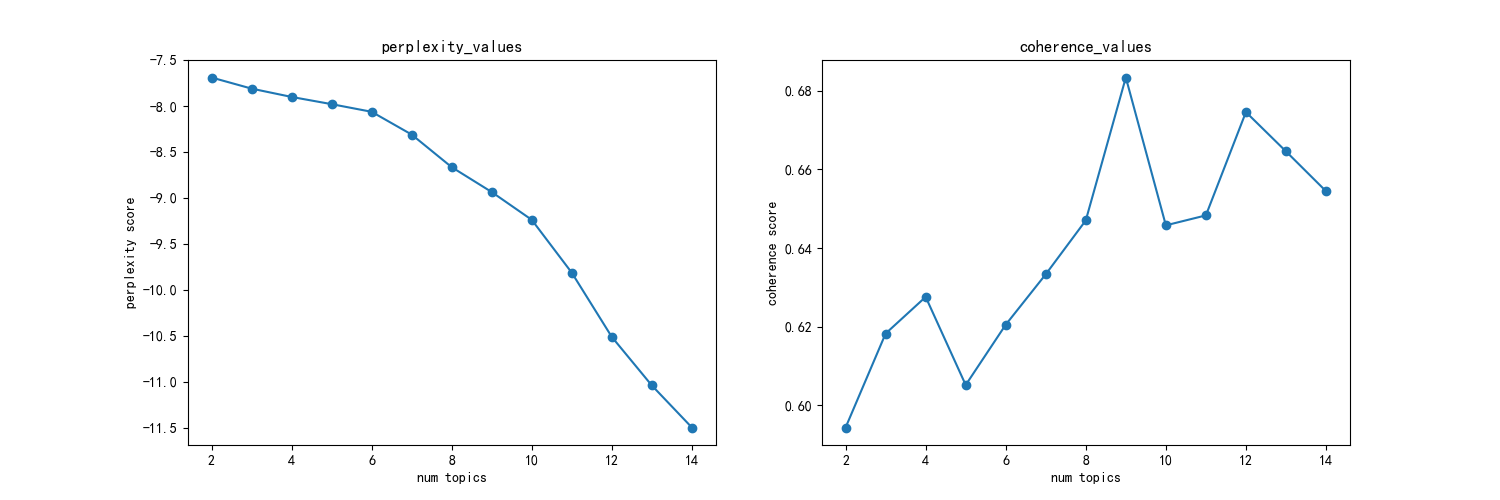 perplexity_values
-7.5
-8.0
-8.5
-9.0
-9.5
-10.0
-10.5
-11.0
-11.5
perplexity score
2 4 6 8 10 12 14
num topics
coherence_values
0.68
0.66
0.64
0.62
0.60
coherence score
2 4 6 8 10 12 14
num topics